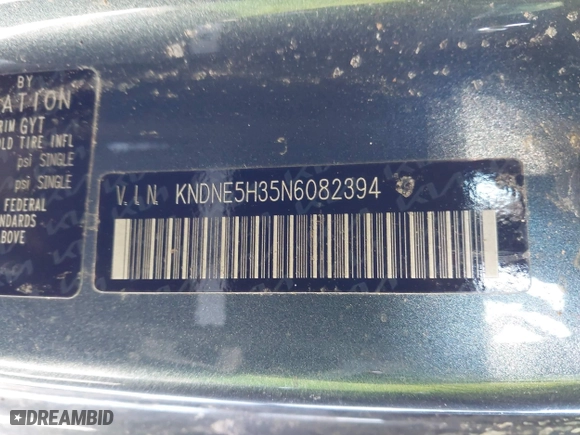 BY
ATION
RIM GYT
OLD TIRE INFL
psi SINGLE
psi SINGLE
FEDERAL
NDARDS
BOVE
V.I.N. KNDNE5H35N6082394
DREAMBID